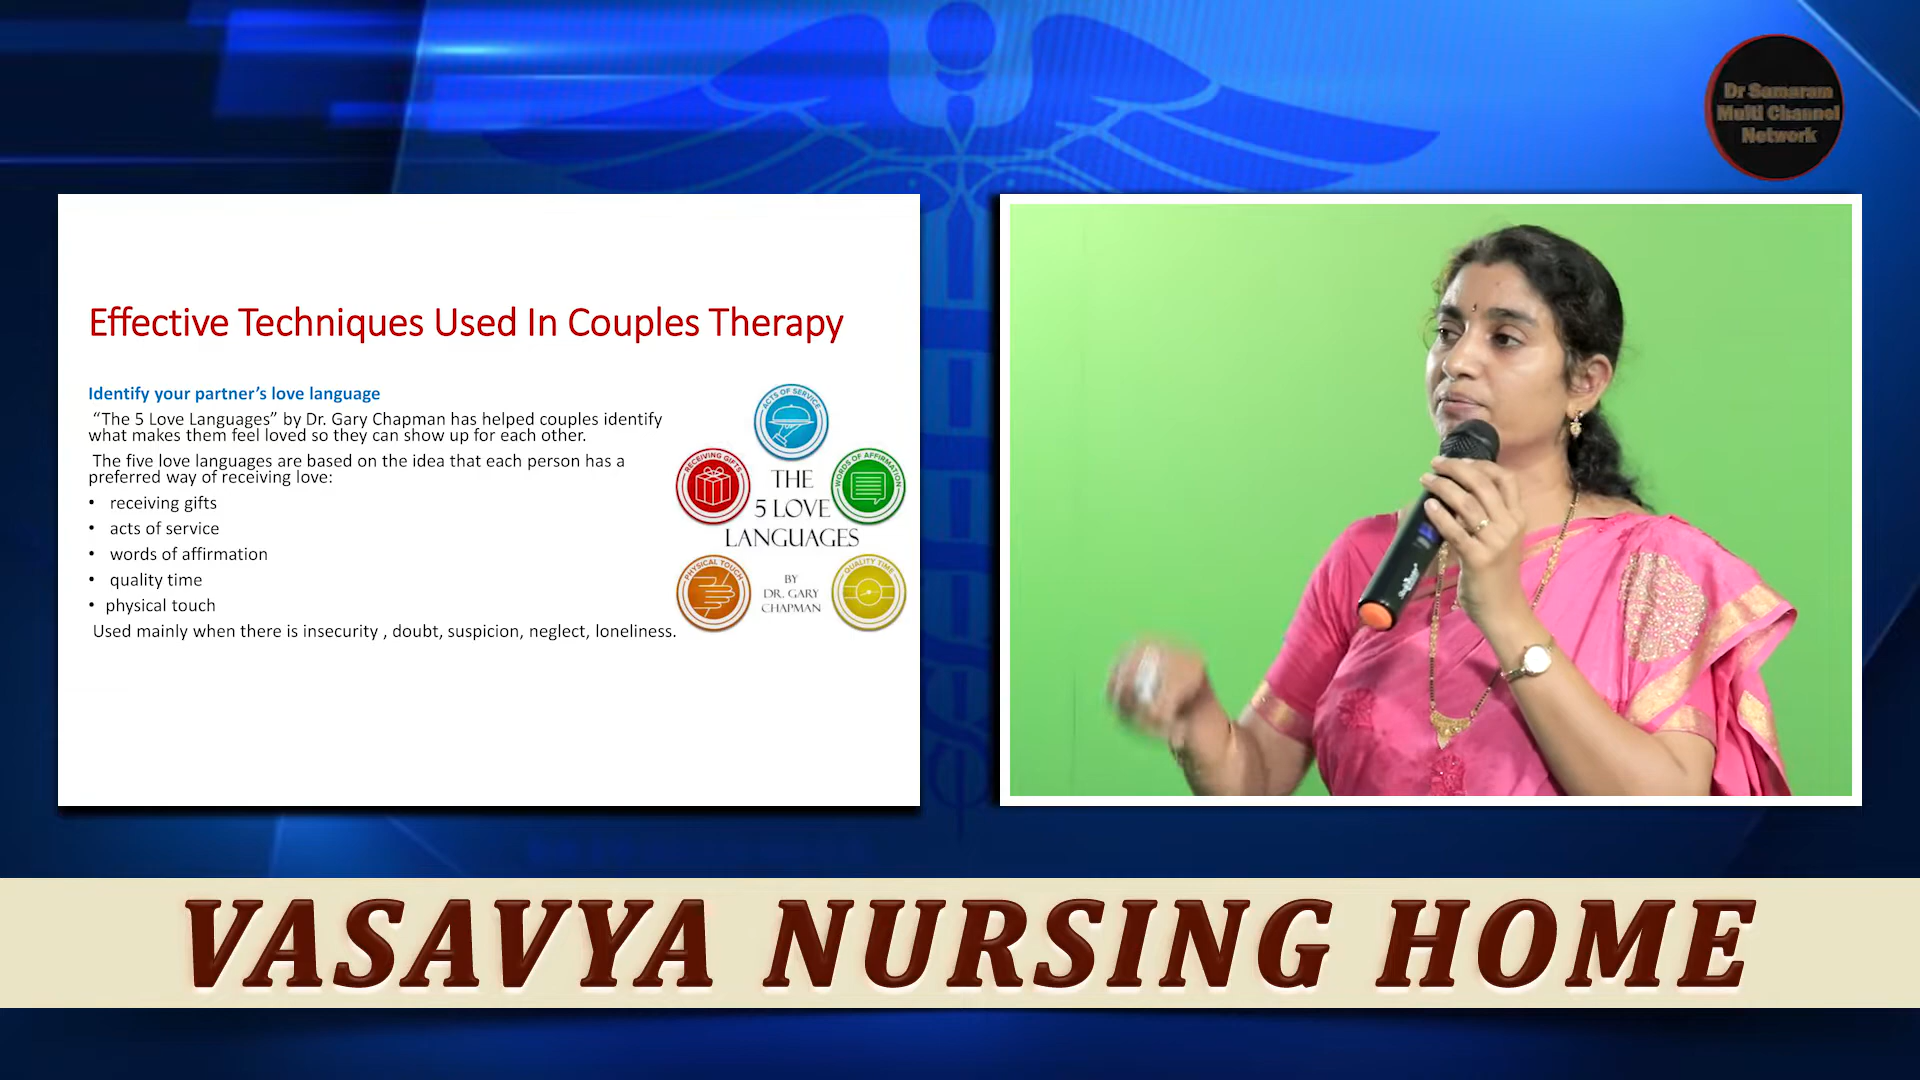 Dr Samaram
Multi Channel
Network
Effective Techniques Used In Couples Therapy
Identify your partner’s love language
“The 5 Love Languages” by Dr. Gary Chapman has helped couples identify
what makes them feel loved so they can show up for each other.
The five love languages are based on the idea that each person has a
preferred way of receiving love:
• receiving gifts
• acts of service
• words of affirmation
• quality time
• physical touch
Used mainly when there is insecurity , doubt, suspicion, neglect, loneliness.
ACTS OF SERVICE
RECEIVING GIFTS
WORDS OF AFFIRMATION
THE
5 LOVE
LANGUAGES
PHYSICAL TOUCH
QUALITY TIME
BY
DR. GARY
CHAPMAN
VASAVYA NURSING HOME